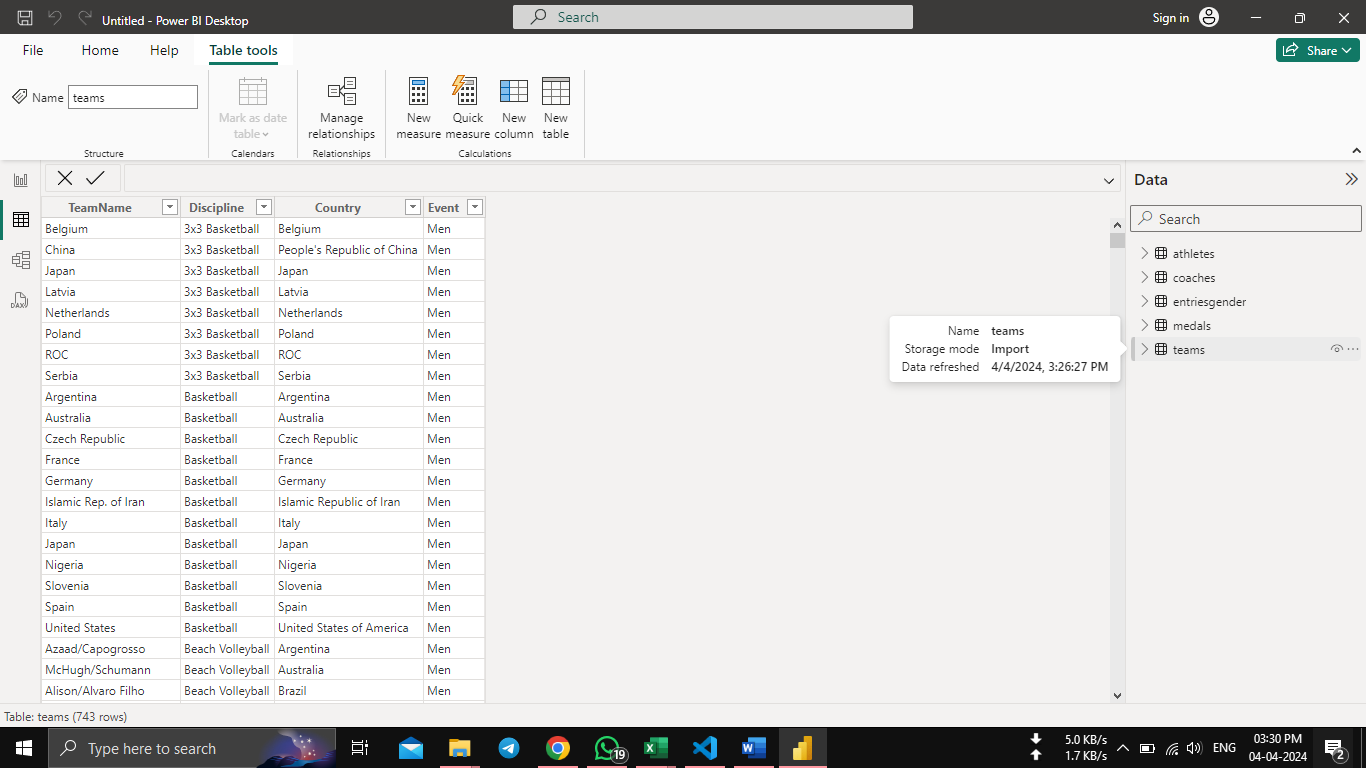 Untitled - Power BI Desktop
Search
Sign in
File Home Help Table tools
Share
Name teams
Mark as date table
New measure
Manage relationships
Quick measure
New column
New table
Structure
Calendars
Relationships
Calculations
TeamName Discipline Country Event
Belgium 3x3 Basketball Belgium Men
China 3x3 Basketball People's Republic of China Men
Japan 3x3 Basketball Japan Men
Latvia 3x3 Basketball Latvia Men
Netherlands 3x3 Basketball Netherlands Men
Poland 3x3 Basketball Poland Men
ROC 3x3 Basketball ROC Men
Serbia 3x3 Basketball Serbia Men
Argentina Basketball Argentina Men
Australia Basketball Australia Men
Czech Republic Basketball Czech Republic Men
France Basketball France Men
Germany Basketball Germany Men
Islamic Rep. of Iran Basketball Islamic Republic of Iran Men
Italy Basketball Italy Men
Japan Basketball Japan Men
Nigeria Basketball Nigeria Men
Slovenia Basketball Slovenia Men
Spain Basketball Spain Men
United States Basketball United States of America Men
Azaad/Capogrosso Beach Volleyball Argentina Men
McHugh/Schumann Beach Volleyball Australia Men
Alison/Alvaro Filho Beach Volleyball Brazil Men
Name teams
Storage mode Import
Data refreshed 4/4/2024, 3:26:27 PM
Data
Search
athletes
coaches
entriesgender
medals
teams
DAX
Table: teams (743 rows)
Type here to search
19
5.0 KB/s
1.7 KB/s
ENG
03:30 PM
04-04-2024
2